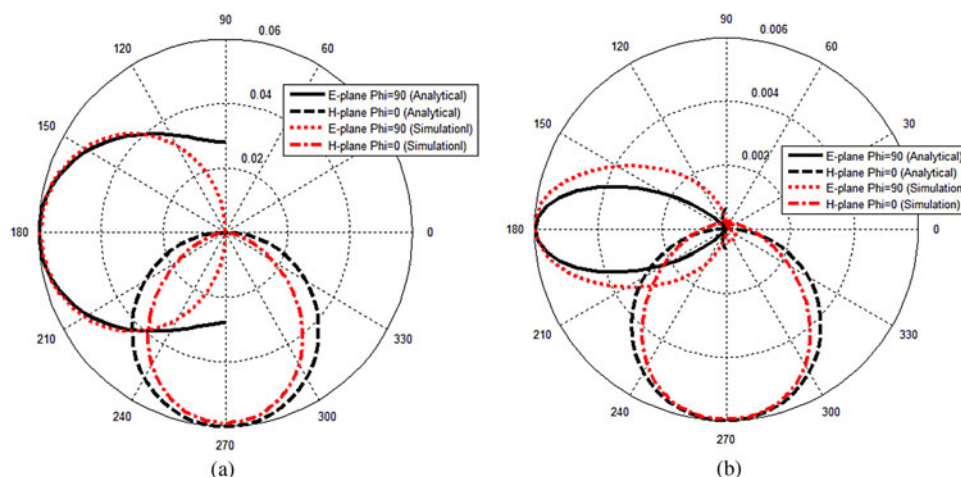 90
0.06
120
60
0.04
E-plane Phi=90 (Analytical)
H-plane Phi=0 (Analytical)
E-plane Phi=90 (Simulationl)
H-plane Phi=0 (Simulationl)
150
0.02
180
0
210
330
240
300
270
(a)
90
0.006
120
60
0.004
150
30
0.002
E-plane Phi=90 (Analytical)
H-plane Phi=0 (Analytical)
E-plane Phi=90 (Simulation)
H-plane Phi=0 (Simulation)
180
0
210
330
240
300
270
(b)